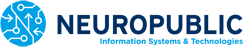 NEUROPUBLIC
Information Systems & Technologies